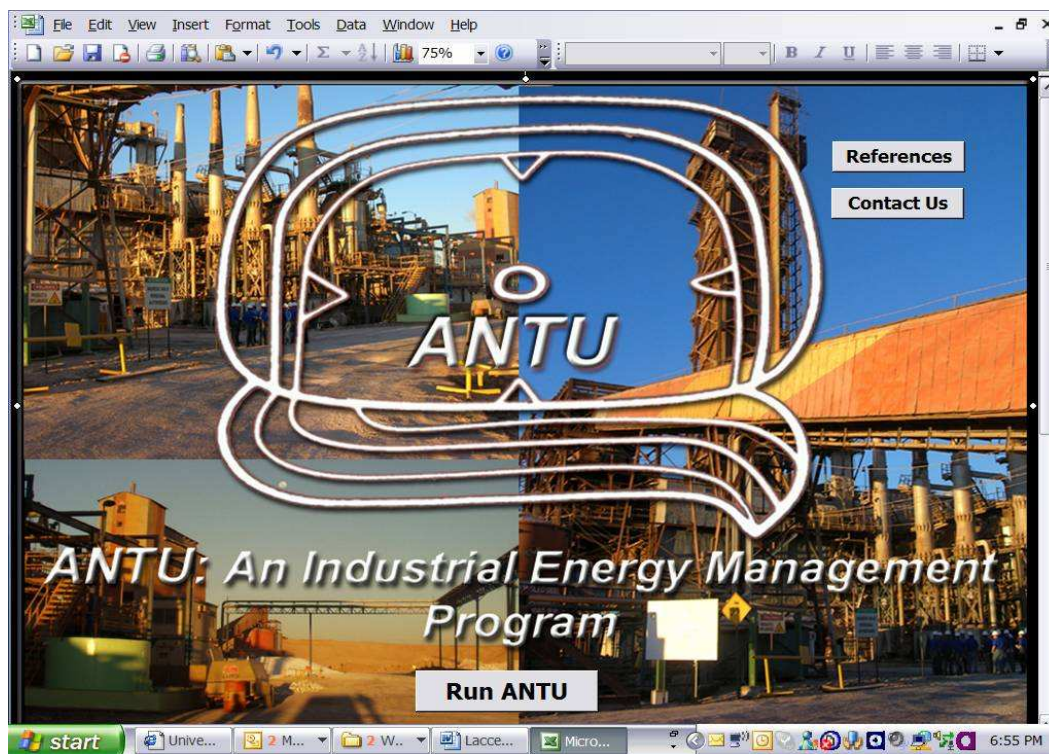 File Edit View Insert Format Tools Data Window Help
75% B I U
References
Contact Us
ANTU
ANTU: An Industrial Energy Management
Program
Run ANTU
start Unive... 2 M... 2 W... Lacce... Micro... 6:55 PM